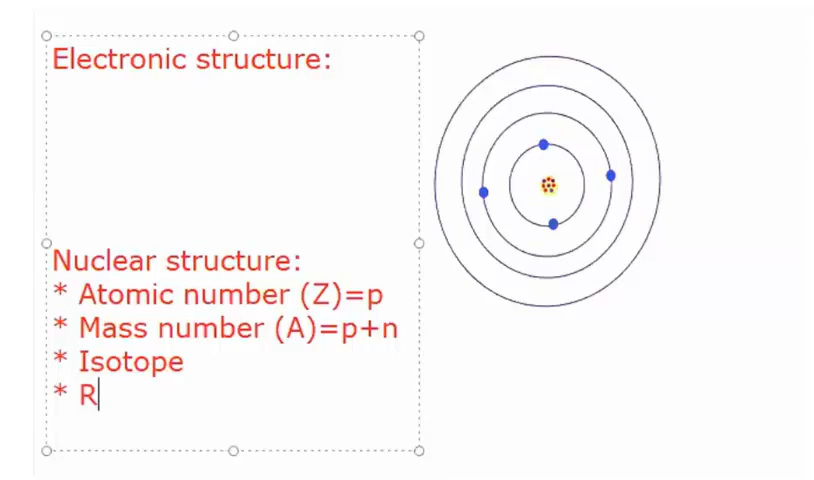 Electronic structure:
Nuclear structure:
* Atomic number (Z)=p
* Mass number (A)=p+n
* Isotope
* R